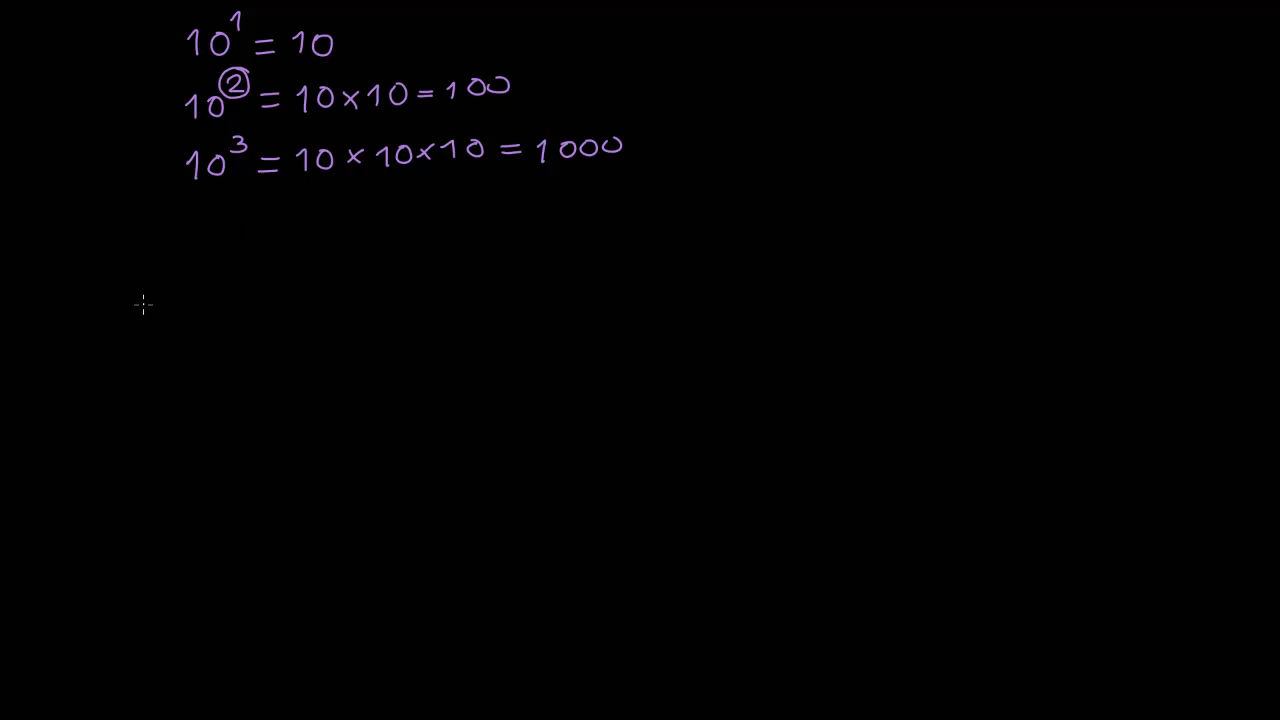 10¹ = 10
10² = 10 × 10 = 100
10³ = 10 × 10 × 10 = 1000